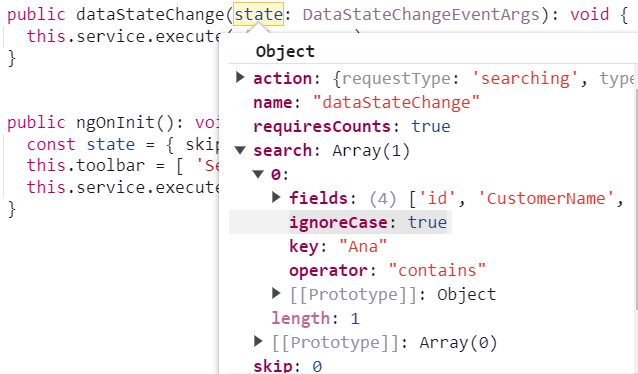 public dataStateChange(state: DataStateChangeEventArgs): void {
this.service.execute(
}
Object
action: {requestType: 'searching', type
name: "dataStateChange"
requiresCounts: true
public ngOnInit(): voi
search: Array(1)
const state = { skip
0:
this.toolbar = [ 'Se
fields: (4) ['id', 'CustomerName',
this.service.execute
ignoreCase: true
}
key: "Ana"
operator: "contains"
[[Prototype]]: Object
length: 1
[[Prototype]]: Array(0)
skip: 0